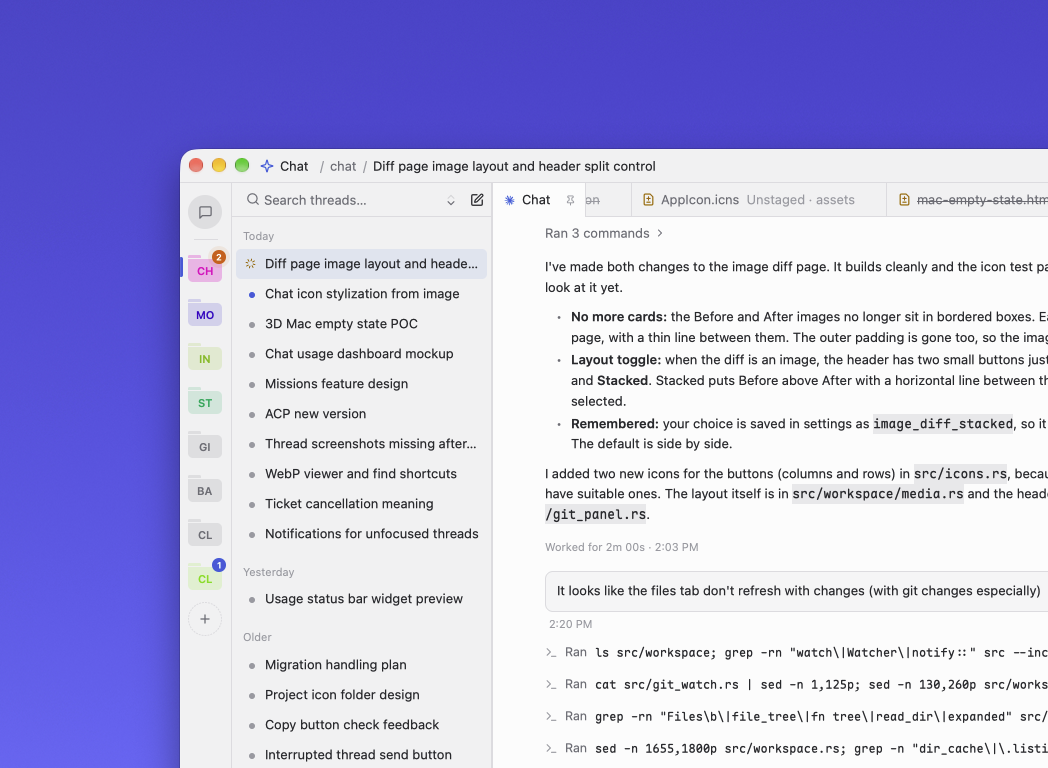 Chat / chat / Diff page image layout and header split control
Search threads...
Chat
on
AppIcon.icns Unstaged · assets
mac-empty-state.htm
2
CH
MO
IN
ST
GI
BA
CL
1
CL
+
Today
Diff page image layout and heade...
Chat icon stylization from image
3D Mac empty state POC
Chat usage dashboard mockup
Missions feature design
ACP new version
Thread screenshots missing after...
WebP viewer and find shortcuts
Ticket cancellation meaning
Notifications for unfocused threads
Yesterday
Usage status bar widget preview
Older
Migration handling plan
Project icon folder design
Copy button check feedback
Interrupted thread send button
Ran 3 commands >
I've made both changes to the image diff page. It builds cleanly and the icon test pa
look at it yet.
• No more cards: the Before and After images no longer sit in bordered boxes. Ea
page, with a thin line between them. The outer padding is gone too, so the imag
• Layout toggle: when the diff is an image, the header has two small buttons just
and Stacked. Stacked puts Before above After with a horizontal line between th
selected.
• Remembered: your choice is saved in settings as image_diff_stacked, so it
The default is side by side.
I added two new icons for the buttons (columns and rows) in src/icons.rs, becau
have suitable ones. The layout itself is in src/workspace/media.rs and the heade
/git_panel.rs.
Worked for 2m 00s · 2:03 PM
It looks like the files tab don't refresh with changes (with git changes especially)
2:20 PM
>_ Ran ls src/workspace; grep -rn "watch\|Watcher\|notify::" src --inc
>_ Ran cat src/git_watch.rs | sed -n 1,125p; sed -n 130,260p src/works
>_ Ran grep -rn "Files\b\|file_tree\|fn tree\|read_dir\|expanded" src/
>_ Ran sed -n 1655,1800p src/workspace.rs; grep -n "dir_cache\|\.listi